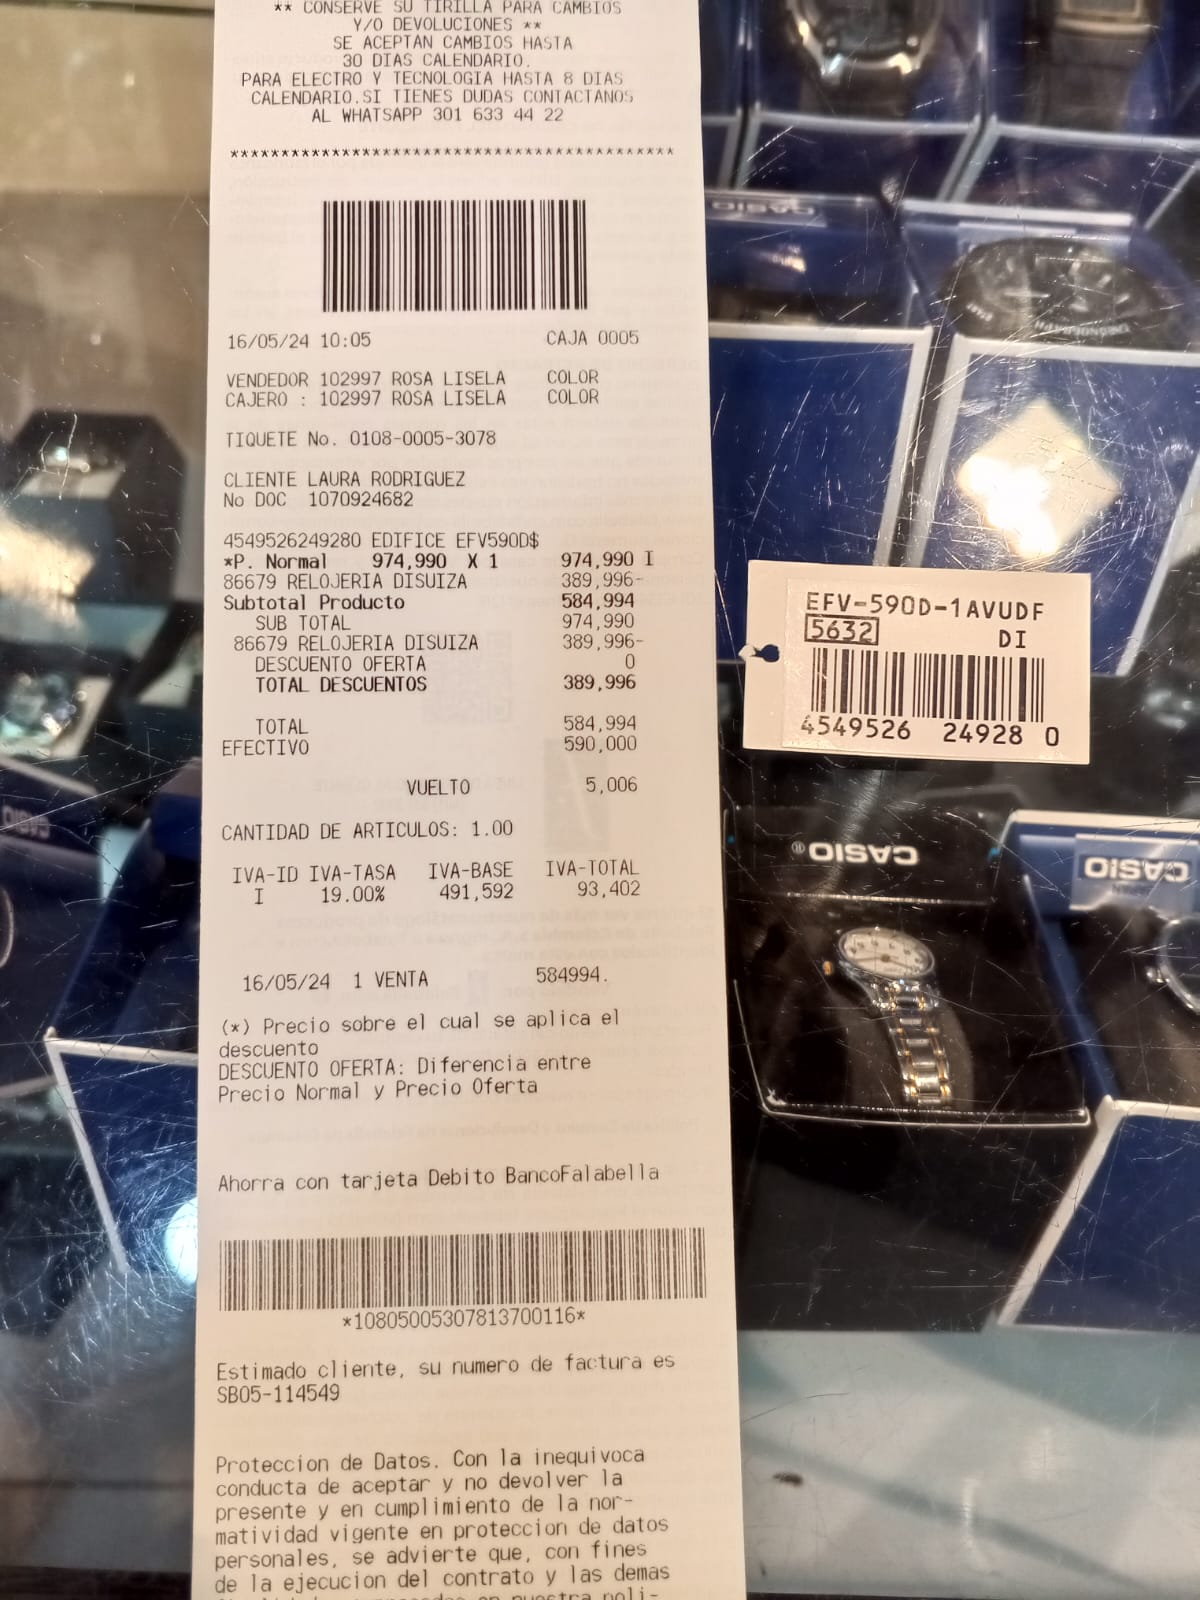 ** CONSERVE SU TIRILLA PARA CAMBIOS
Y/O DEVOLUCIONES **
SE ACEPTAN CAMBIOS HASTA
30 DIAS CALENDARIO.
PARA ELECTRO Y TECNOLOGIA HASTA 8 DIAS
CALENDARIO.SI TIENES DUDAS CONTACTANOS
AL WHATSAPP 301 633 44 22
*******************************************
16/05/24 10:05 CAJA 0005
VENDEDOR 102997 ROSA LISELA COLOR
CAJERO : 102997 ROSA LISELA COLOR
TIQUETE No. 0108-0005-3078
CLIENTE LAURA RODRIGUEZ
No DOC 1070924682
4549526249280 EDIFICE EFV590D$
*P. Normal 974,990 X 1 974,990 I
86679 RELOJERIA DISUIZA 389,996-
Subtotal Producto 584,994
SUB TOTAL 974,990
86679 RELOJERIA DISUIZA 389,996-
DESCUENTO OFERTA 0
TOTAL DESCUENTOS 389,996
TOTAL 584,994
EFECTIVO 590,000
VUELTO 5,006
CANTIDAD DE ARTICULOS: 1.00
IVA-ID IVA-TASA IVA-BASE IVA-TOTAL
I 19.00% 491,592 93,402
16/05/24 1 VENTA 584994.
(*) Precio sobre el cual se aplica el
descuento
DESCUENTO OFERTA: Diferencia entre
Precio Normal y Precio Oferta
Ahorra con tarjeta Debito BancoFalabella
*10805005307813700116*
Estimado cliente, su numero de factura es
SB05-114549
Proteccion de Datos. Con la inequivoca
conducta de aceptar y no devolver la
presente y en cumplimiento de la nor-
matividad vigente en proteccion de datos
personales, se advierte que, con fines
de la ejecucion del contrato y las demas
EFV-590D-1AVUDF
5632 DI
4549526 24928 0
CASIO
CASIO®
CASIO
CASIO